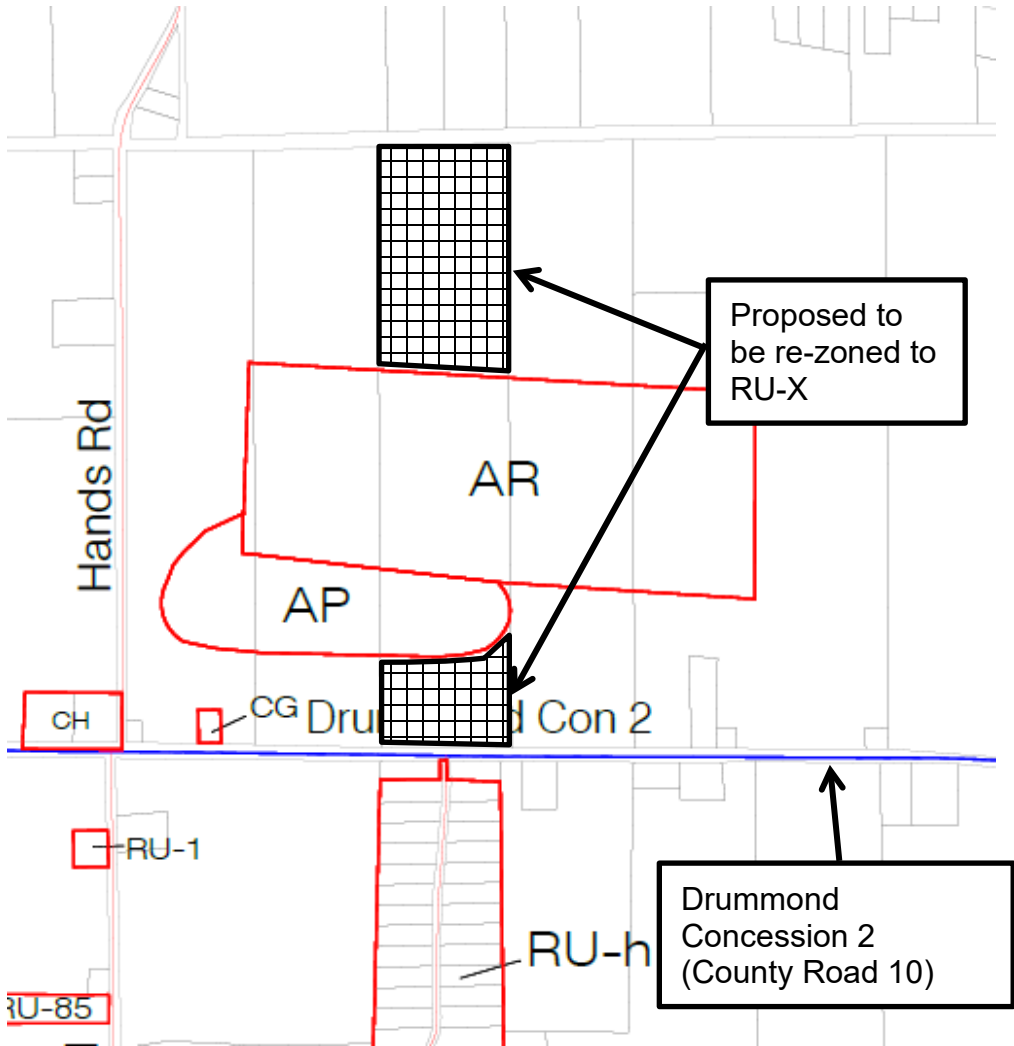 Proposed to
be re-zoned to
RU-X
Hands Rd
AR
AP
CH
CG
Dru d Con 2
RU-1
RU-h
Drummond
Concession 2
(County Road 10)
RU-85